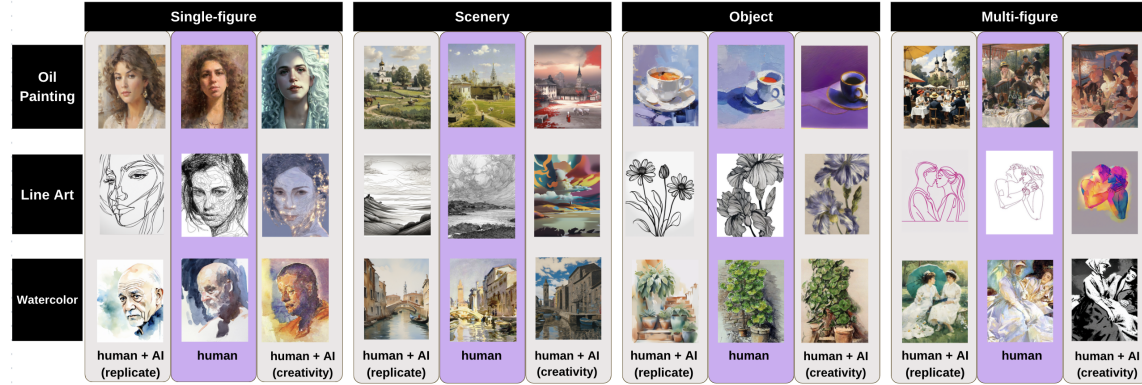 Single-figure
Scenery
Object
Multi-figure
Oil
Painting
Line Art
Watercolor
human + AI
(replicate)
human
human + AI
(creativity)
human + AI
(replicate)
human
human + AI
(creativity)
human + AI
(replicate)
human
human + AI
(creativity)
human + AI
(replicate)
human
human + AI
(creativity)